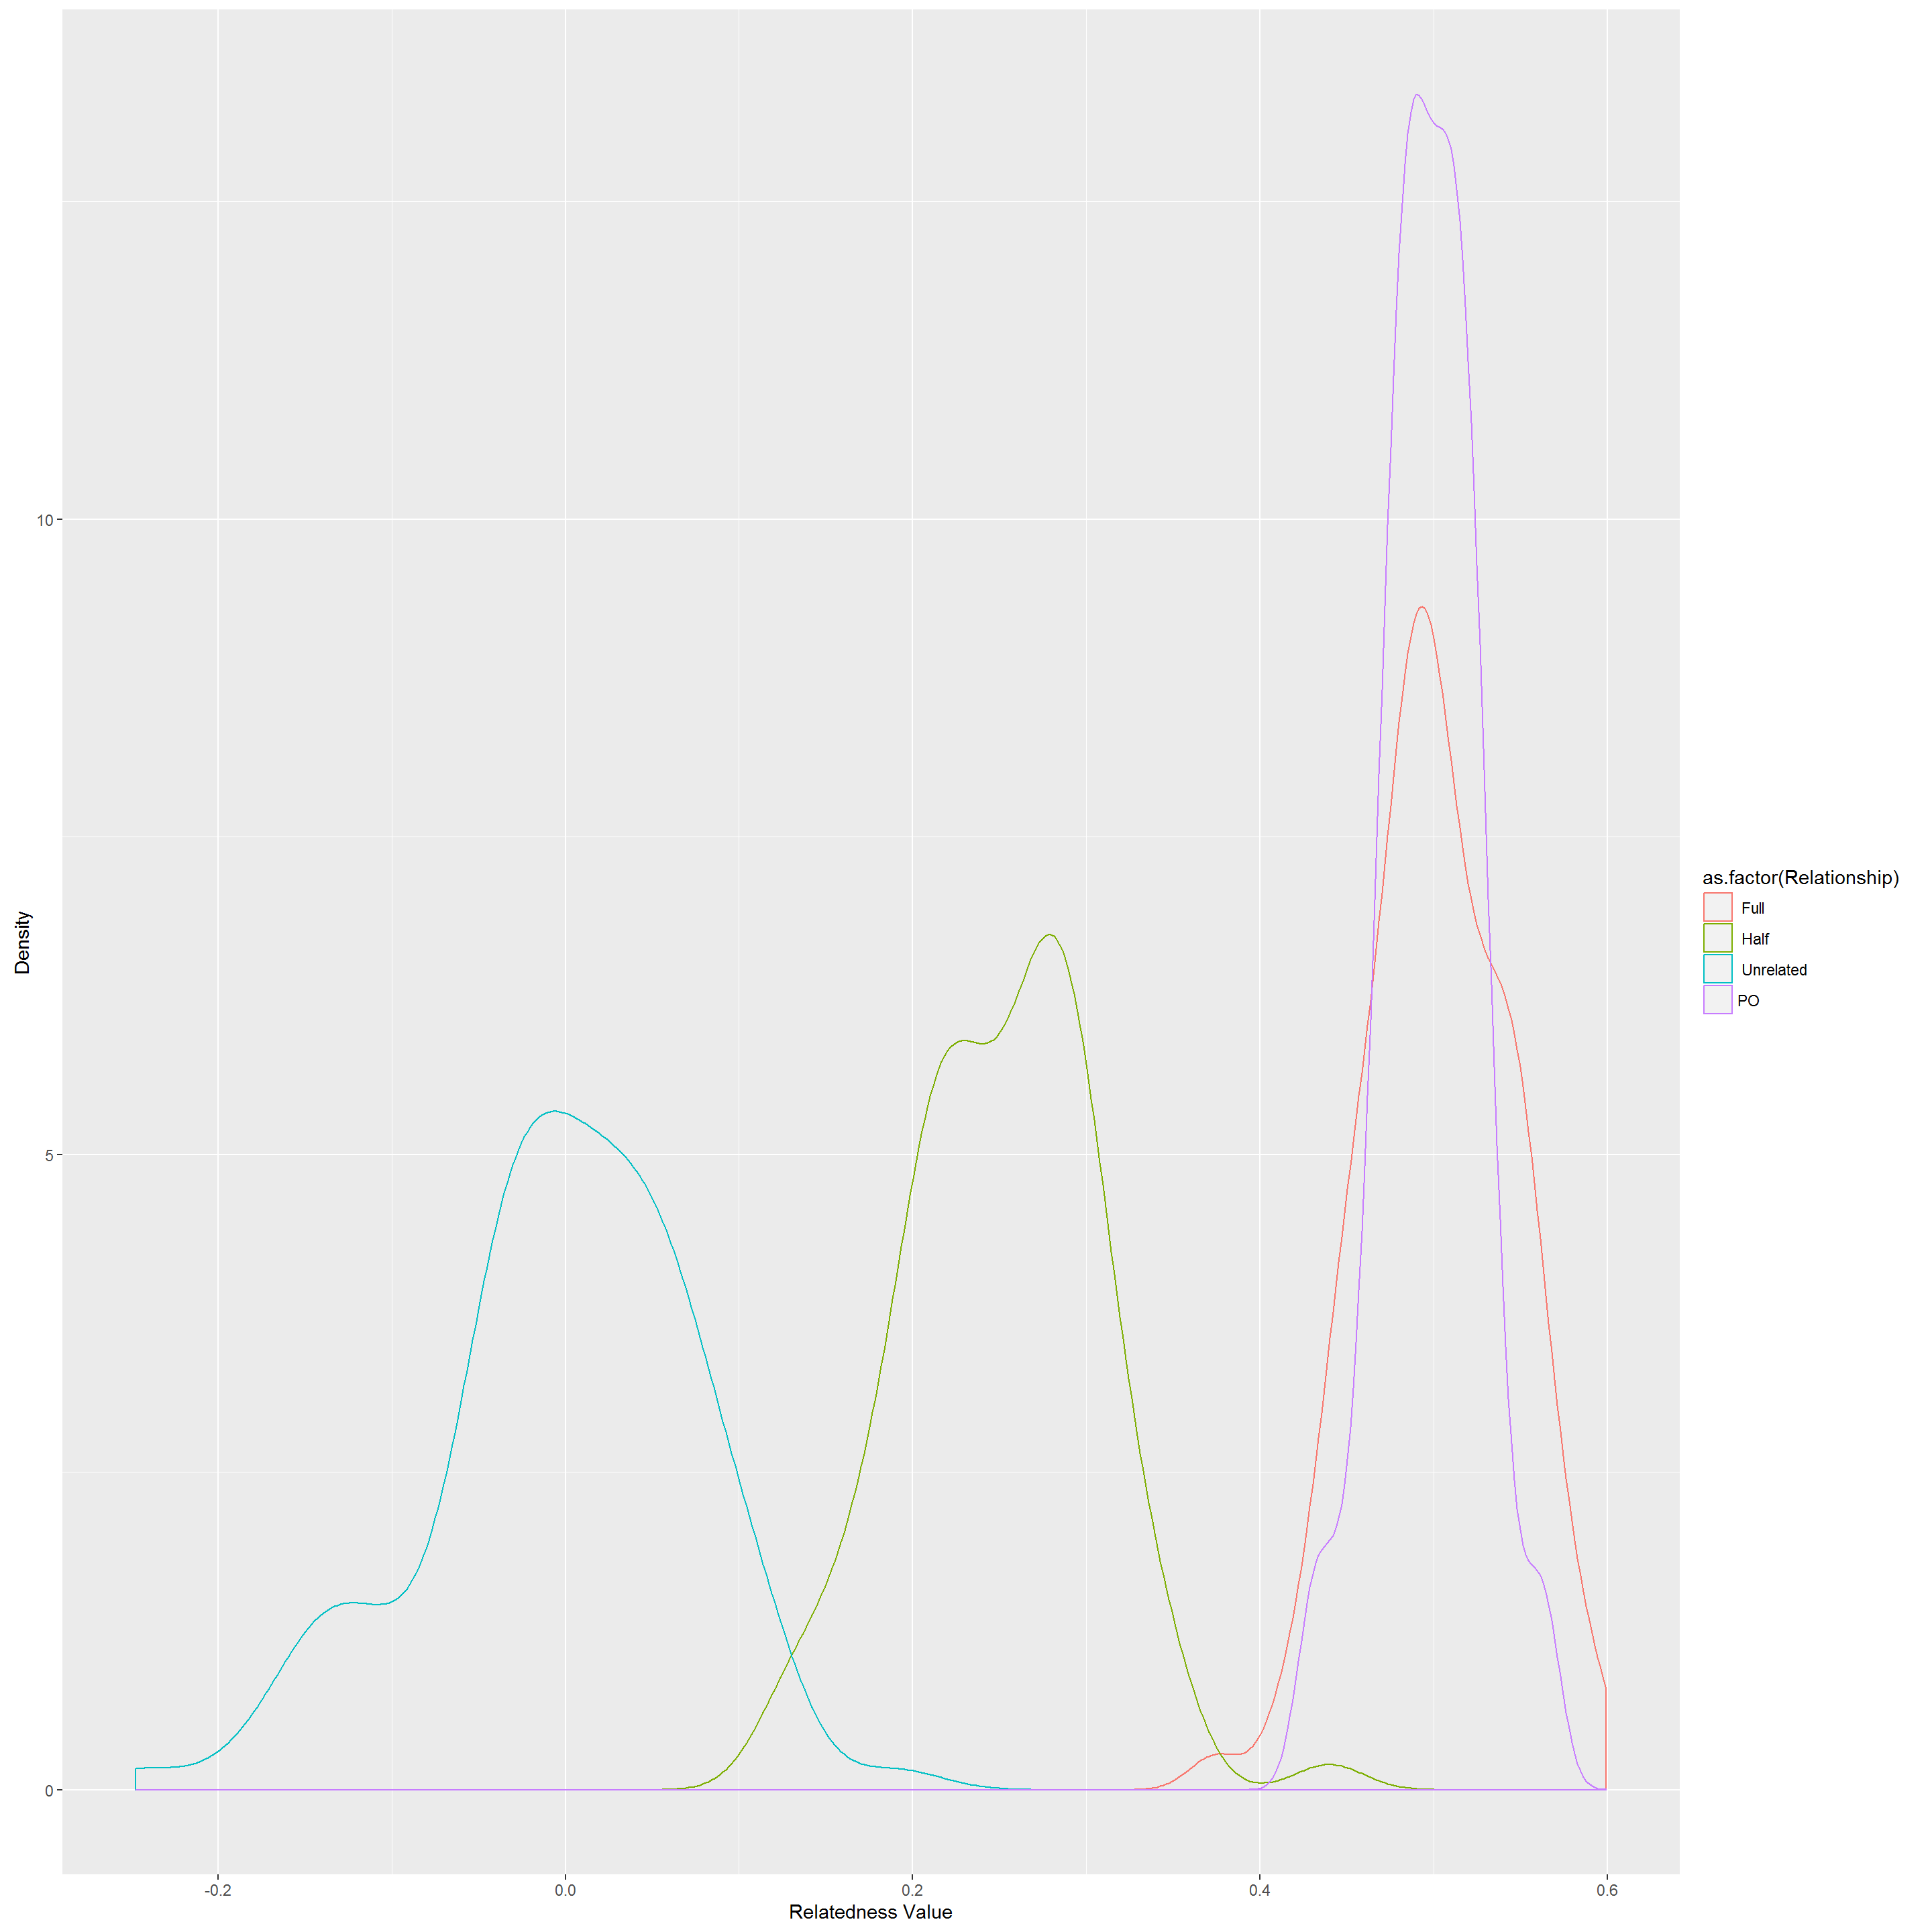 Density
10
5
0
-0.2
0.0
0.2
0.4
0.6
Relatedness Value
as.factor(Relationship)
Full
Half
Unrelated
PO